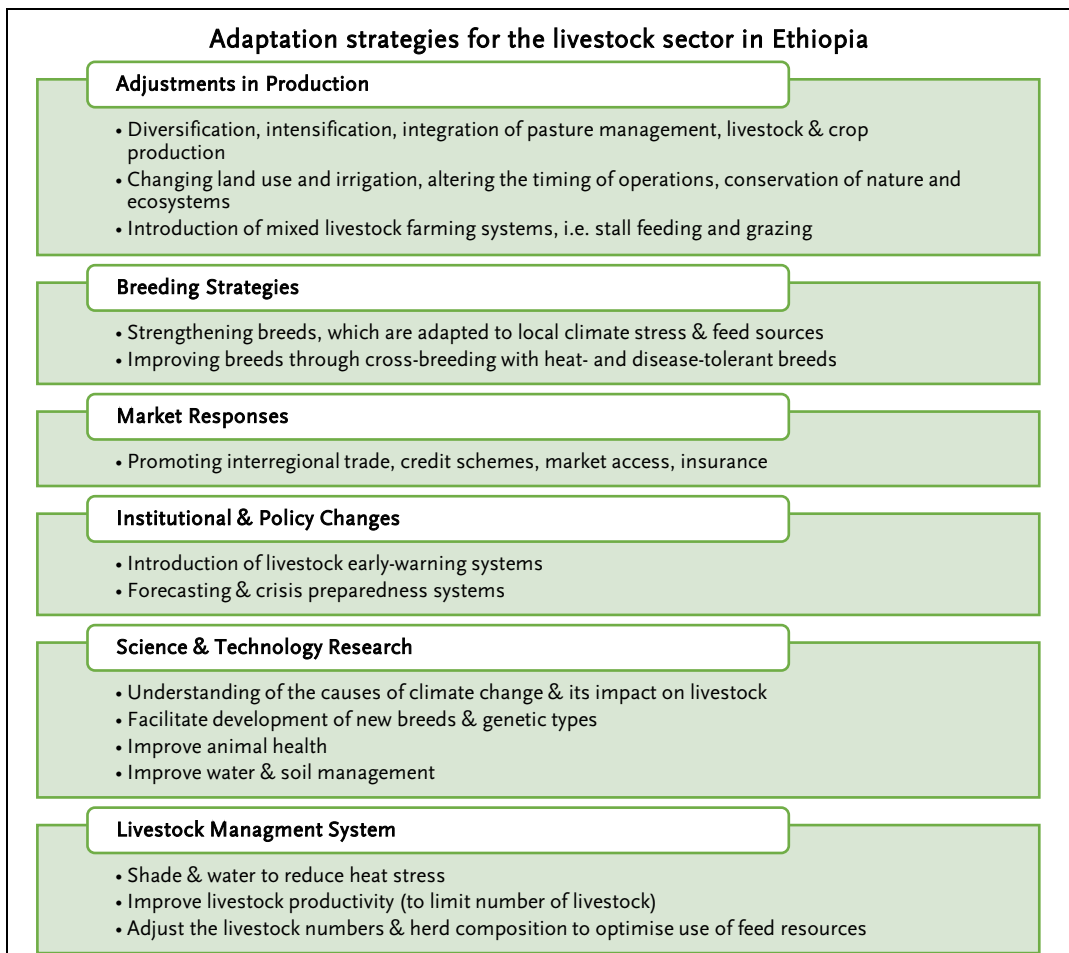 Adaptation strategies for the livestock sector in Ethiopia
Adjustments in Production
• Diversification, intensification, integration of pasture management, livestock & crop
production
• Changing land use and irrigation, altering the timing of operations, conservation of nature and
ecosystems
• Introduction of mixed livestock farming systems, i.e. stall feeding and grazing
Breeding Strategies
• Strengthening breeds, which are adapted to local climate stress & feed sources
• Improving breeds through cross-breeding with heat- and disease-tolerant breeds
Market Responses
• Promoting interregional trade, credit schemes, market access, insurance
Institutional & Policy Changes
• Introduction of livestock early-warning systems
• Forecasting & crisis preparedness systems
Science & Technology Research
• Understanding of the causes of climate change & its impact on livestock
• Facilitate development of new breeds & genetic types
• Improve animal health
• Improve water & soil management
Livestock Managment System
• Shade & water to reduce heat stress
• Improve livestock productivity (to limit number of livestock)
• Adjust the livestock numbers & herd composition to optimise use of feed resources